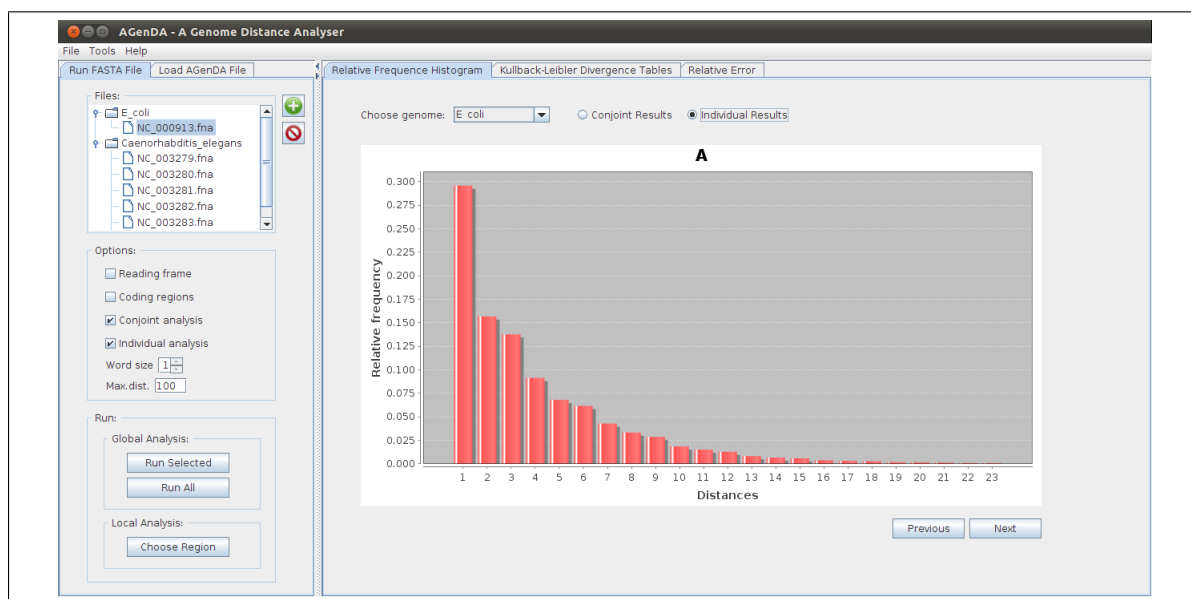 AGenDA - A Genome Distance Analyser
File Tools Help
Run FASTA File
Load AGenDA File
Files:
E_coli
NC_000913.fna
Caenorhabditis_elegans
NC_003279.fna
NC_003280.fna
NC_003281.fna
NC_003282.fna
NC_003283.fna
Options:
Reading frame
Coding regions
Conjoint analysis
Individual analysis
Word size 1
Max.dist. 100
Run:
Global Analysis:
Run Selected
Run All
Local Analysis:
Choose Region
Relative Frequence Histogram
Kullback-Leibler Divergence Tables
Relative Error
Choose genome: E coli
Conjoint Results
Individual Results
A
Relative frequency
0.300
0.275
0.250
0.225
0.200
0.175
0.150
0.125
0.100
0.075
0.050
0.025
0.000
1 2 3 4 5 6 7 8 9 10 11 12 13 14 15 16 17 18 19 20 21 22 23
Distances
Previous
Next